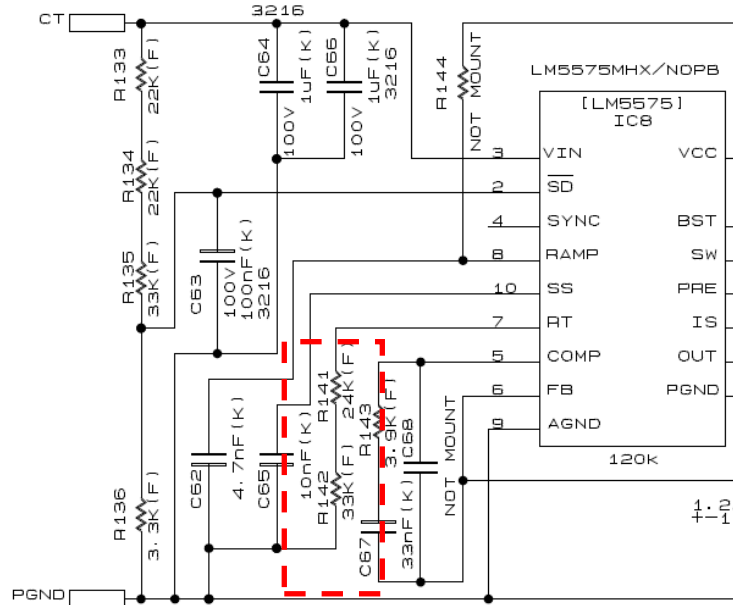 CT
3216
R133
22K(F)
C64
1uF(K)
100V
C66
1uF(K)
3216
100V
R144
NOT MOUNT
LM5575MHX/NOPB
[LM5575]
IC8
3
VIN
VCC
R134
22K(F)
2
SD
4
SYNC
BST
R135
33K(F)
C63
100V
100nF(K)
3216
8
RAMP
SW
10
SS
PRE
7
RT
IS
5
COMP
OUT
6
FB
PGND
9
AGND
120K
R141
24K(F)
R143
3.9K(F)
C68
NOT MOUNT
R136
3.3K(F)
C62
4.7nF(K)
C65
10nF(K)
R142
33K(F)
C67
33nF(K)
1.2
+-1
PGND